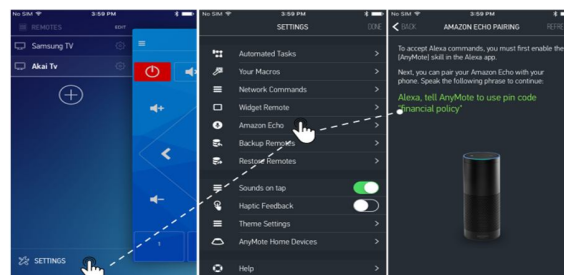 No SIM 3:59 PM
REMOTES EDIT
Samsung TV
Akai Tv
SETTINGS
1
No SIM 3:59 PM
SETTINGS DONE
Automated Tasks
Your Macros
Network Commands
Widget Remote
Amazon Echo
Backup Remotes
Restore Remotes
Sounds on tap
Haptic Feedback
Theme Settings
AnyMote Home Devices
Help
No SIM 3:59 PM
BACK AMAZON ECHO PAIRING REFRE
To accept Alexa commands, you must first enable the
(AnyMote) skill in the Alexa app.
Next, you can pair your Amazon Echo with your
phone. Speak the following phrase to continue:
Alexa, tell AnyMote to use pin code
"financial policy"